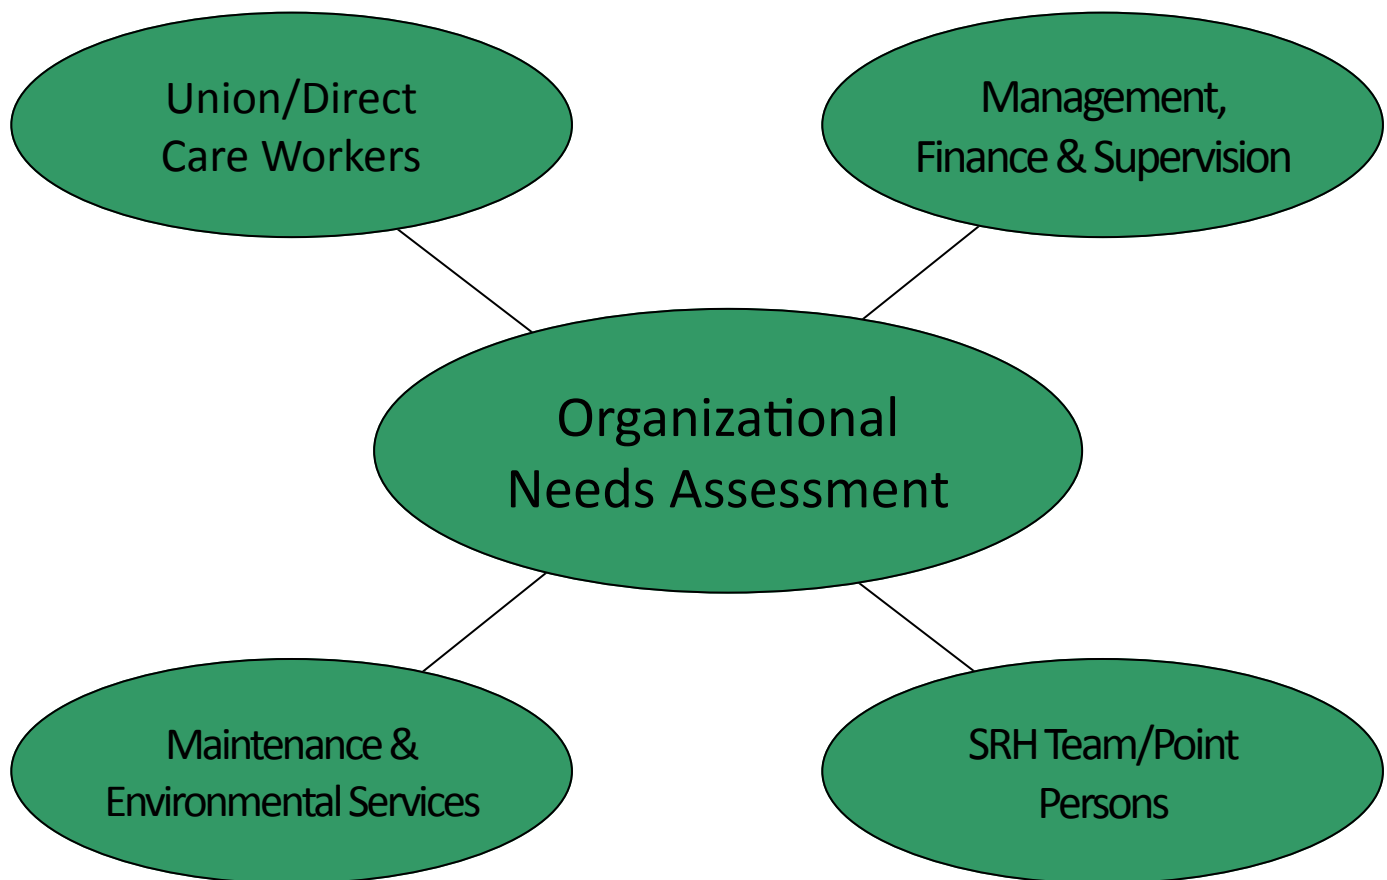 Union/Direct
Care Workers
Management,
Finance & Supervision
Organizational
Needs Assessment
Maintenance &
Environmental Services
SRH Team/Point
Persons